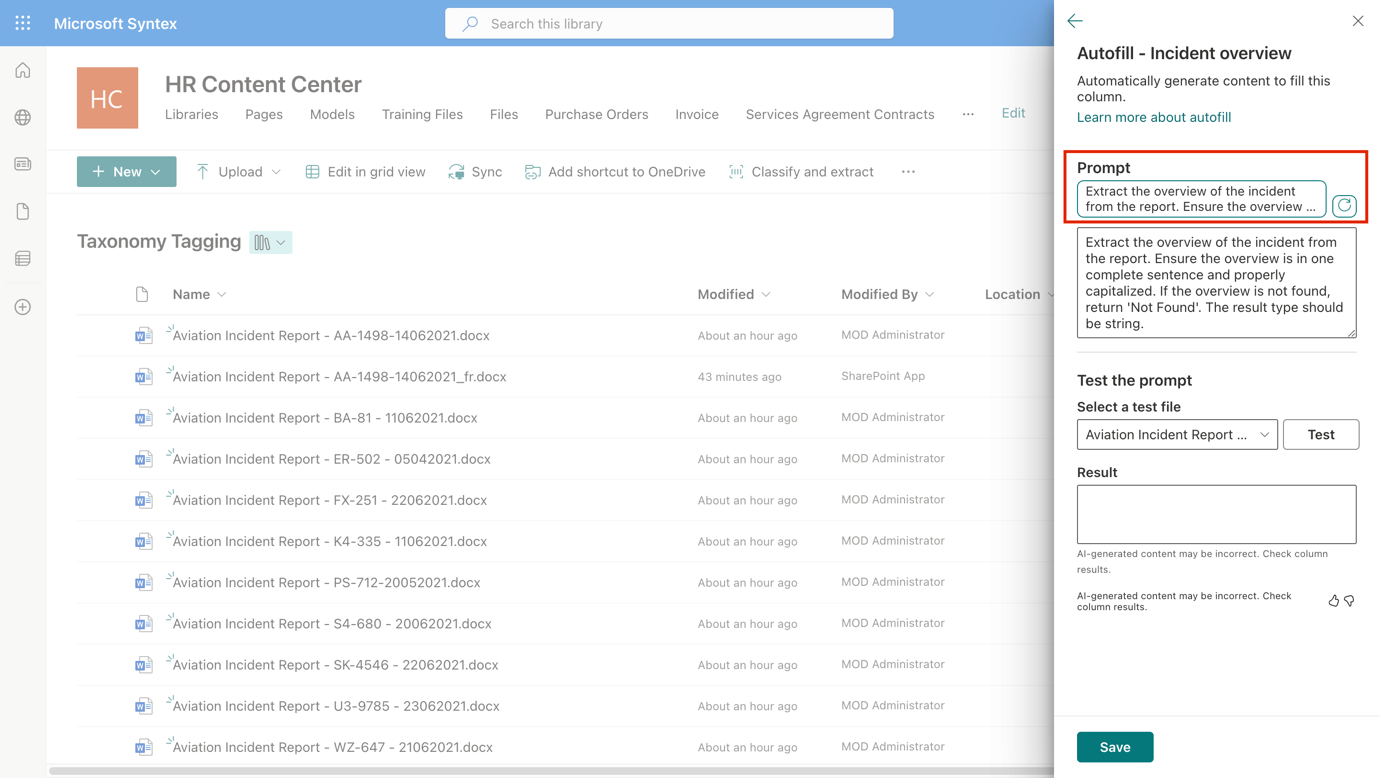 Microsoft Syntex
Search this library
HC
HR Content Center
Libraries Pages Models Training Files Files Purchase Orders Invoice Services Agreement Contracts ... Edit
+ New Upload Edit in grid view Sync Add shortcut to OneDrive Classify and extract ...
Taxonomy Tagging
Name Modified Modified By Location
Aviation Incident Report - AA-1498-14062021.docx About an hour ago MOD Administrator
Aviation Incident Report - AA-1498-14062021_fr.docx 43 minutes ago SharePoint App
Aviation Incident Report - BA-81 - 11062021.docx About an hour ago MOD Administrator
Aviation Incident Report - ER-502 - 05042021.docx About an hour ago MOD Administrator
Aviation Incident Report - FX-251 - 22062021.docx About an hour ago MOD Administrator
Aviation Incident Report - K4-335 - 11062021.docx About an hour ago MOD Administrator
Aviation Incident Report - PS-712-20052021.docx About an hour ago MOD Administrator
Aviation Incident Report - S4-680 - 20062021.docx About an hour ago MOD Administrator
Aviation Incident Report - SK-4546 - 22062021.docx About an hour ago MOD Administrator
Aviation Incident Report - U3-9785 - 23062021.docx About an hour ago MOD Administrator
Aviation Incident Report - WZ-647 - 21062021.docx About an hour ago MOD Administrator
Autofill - Incident overview
Automatically generate content to fill this
column.
Learn more about autofill
Prompt
Extract the overview of the incident
from the report. Ensure the overview ...
Extract the overview of the incident from
the report. Ensure the overview is in one
complete sentence and properly
capitalized. If the overview is not found,
return 'Not Found'. The result type should
be string.
Test the prompt
Select a test file
Aviation Incident Report ... Test
Result
AI-generated content may be incorrect. Check column
results.
AI-generated content may be incorrect. Check
column results.
Save